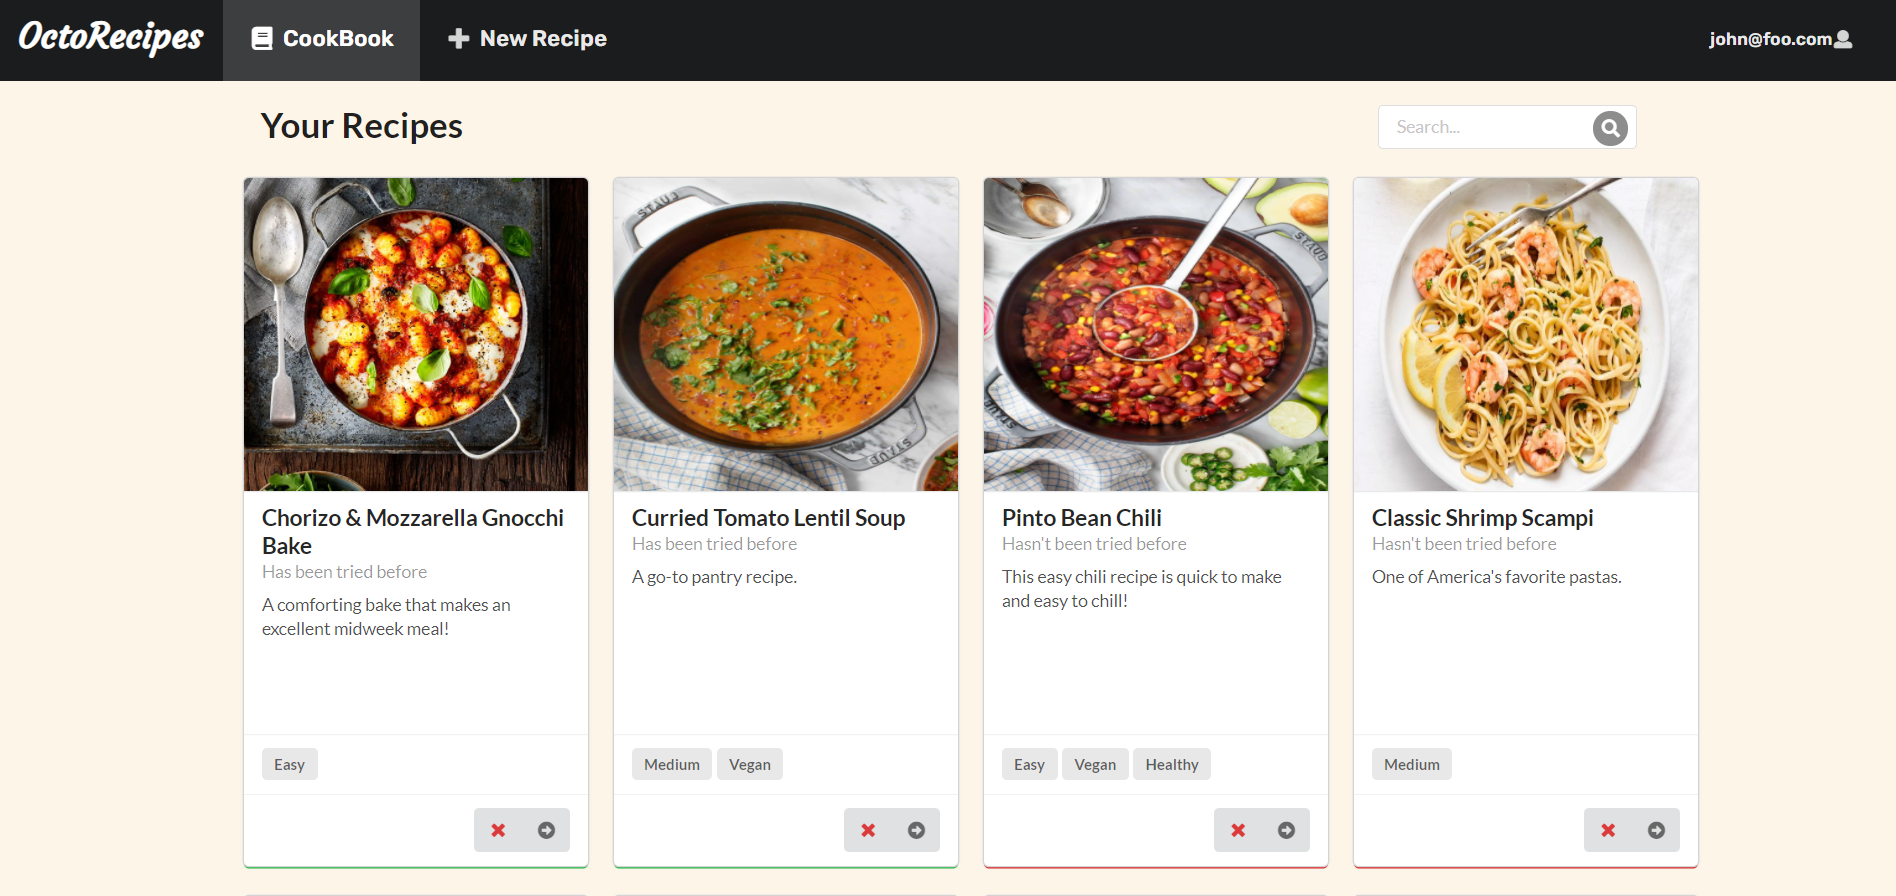 OctoRecipes
CookBook
New Recipe
john@foo.com
Your Recipes
Search...
STAUB
STAUB
STAUB
STAUB
Chorizo & Mozzarella Gnocchi
Bake
Has been tried before
A comforting bake that makes an
excellent midweek meal!
Easy
Curried Tomato Lentil Soup
Has been tried before
A go-to pantry recipe.
Medium
Vegan
Pinto Bean Chili
Hasn't been tried before
This easy chili recipe is quick to make
and easy to chill!
Easy
Vegan
Healthy
Classic Shrimp Scampi
Hasn't been tried before
One of America's favorite pastas.
Medium